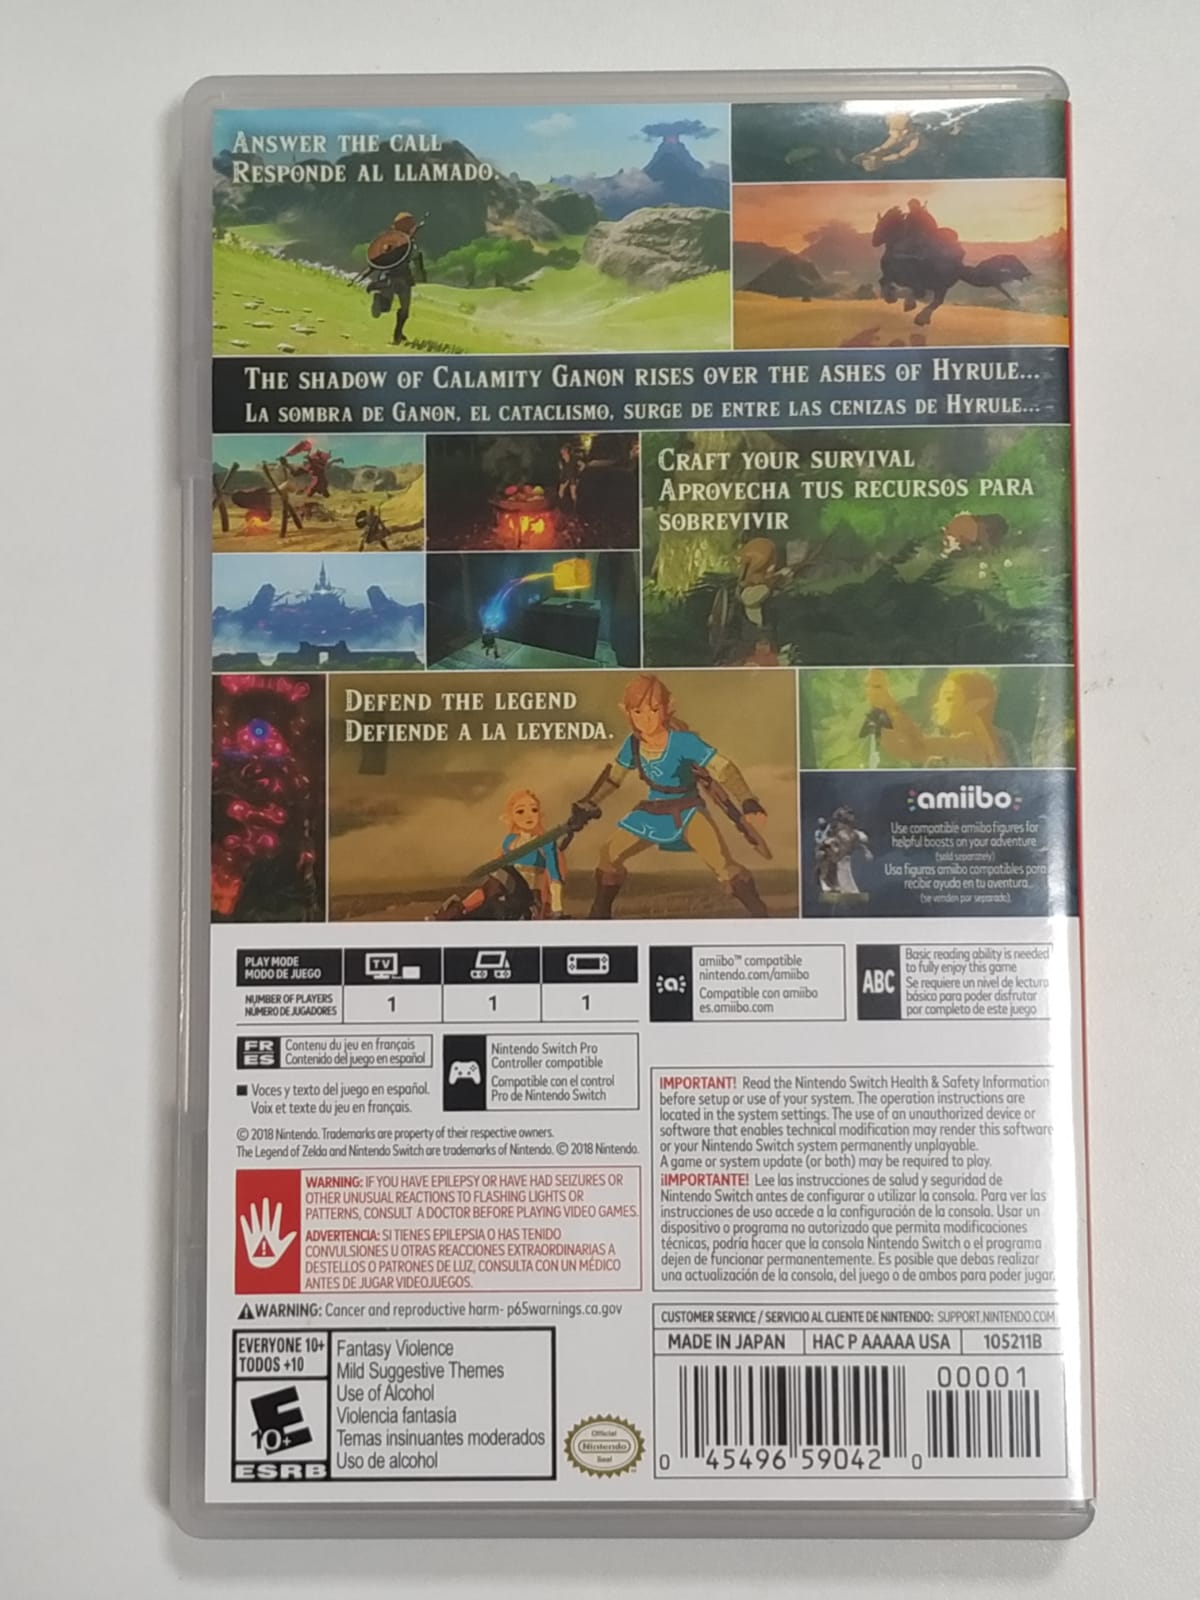 ANSWER THE CALL
RESPONDE AL LLAMADO.
THE SHADOW OF CALAMITY GANON RISES OVER THE ASHES OF HYRULE...
LA SOMBRA DE GANON, EL CATACLISMO, SURGE DE ENTRE LAS CENIZAS DE HYRULE...
CRAFT YOUR SURVIVAL
APROVECHA TUS RECURSOS PARA
SOBREVIVIR
DEFEND THE LEGEND
DEFIENDE A LA LEYENDA.
amiibo
Use compatible amiibo figures for
helpful boosts on your adventure
(sold separately)
Usa figuras amiibo compatibles para
recibir ayuda en tu aventura...
(se venden por separado).
PLAY MODE
MODO DE JUEGO
TV
NUMBER OF PLAYERS
NÚMERO DE JUGADORES
1
1
1
amiibo™ compatible
nintendo.com/amiibo
Compatible con amiibo
es.amiibo.com
ABC
Basic reading ability is needed
to fully enjoy this game
Se requiere un nivel de lectura
básico para poder disfrutar
por completo de este juego
FR
ES
Contenu du jeu en français
Contenido del juego en español
Nintendo Switch Pro
Controller compatible
Compatible con el control
Pro de Nintendo Switch
■ Voces y texto del juego en español.
Voix et texte du jeu en français.
© 2018 Nintendo. Trademarks are property of their respective owners.
The Legend of Zelda and Nintendo Switch are trademarks of Nintendo. © 2018 Nintendo.
WARNING: IF YOU HAVE EPILEPSY OR HAVE HAD SEIZURES OR
OTHER UNUSUAL REACTIONS TO FLASHING LIGHTS OR
PATTERNS, CONSULT A DOCTOR BEFORE PLAYING VIDEO GAMES.
ADVERTENCIA: SI TIENES EPILEPSIA O HAS TENIDO
CONVULSIONES U OTRAS REACCIONES EXTRAORDINARIAS A
DESTELLOS O PATRONES DE LUZ, CONSULTA CON UN MÉDICO
ANTES DE JUGAR VIDEOJUEGOS.
⚠WARNING: Cancer and reproductive harm- p65warnings.ca.gov
IMPORTANT! Read the Nintendo Switch Health & Safety Information
before setup or use of your system. The operation instructions are
located in the system settings. The use of an unauthorized device or
software that enables technical modification may render this software
or your Nintendo Switch system permanently unplayable.
A game or system update (or both) may be required to play.
¡IMPORTANTE! Lee las instrucciones de salud y seguridad de
Nintendo Switch antes de configurar o utilizar la consola. Para ver las
instrucciones de uso accede a la configuración de la consola. Usar un
dispositivo o programa no autorizado que permita modificaciones
técnicas, podría hacer que la consola Nintendo Switch o el programa
dejen de funcionar permanentemente. Es posible que debas realizar
una actualización de la consola, del juego o de ambos para poder jugar.
CUSTOMER SERVICE / SERVICIO AL CLIENTE DE NINTENDO: SUPPORT.NINTENDO.COM
MADE IN JAPAN
HAC P AAAAA USA
105211B
EVERYONE 10+
TODOS +10
E
10+
ESRB
Fantasy Violence
Mild Suggestive Themes
Use of Alcohol
Violencia fantasía
Temas insinuantes moderados
Uso de alcohol
Official
Nintendo
Seal
00001
0 45496 59042 0